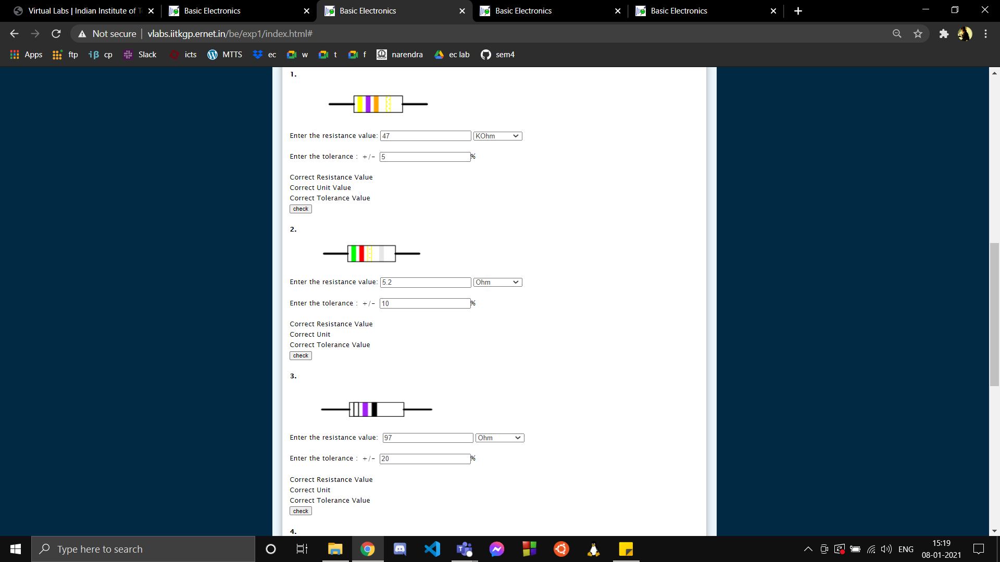 Virtual Labs | Indian Institute of T
Basic Electronics
Basic Electronics
Basic Electronics
Basic Electronics
Not secure
vlabs.iitkgp.ernet.in/be/exp1/index.html#
Apps
ftp
iβ cp
Slack
icts
MTTS
ec
w
t
f
narendra
ec lab
sem4
1.
Enter the resistance value: 47 KOhm
Enter the tolerance : +/- 5 %
Correct Resistance Value
Correct Unit Value
Correct Tolerance Value
check
2.
Enter the resistance value: 5.2 Ohm
Enter the tolerance : +/- 10 %
Correct Resistance Value
Correct Unit
Correct Tolerance Value
check
3.
Enter the resistance value: 97 Ohm
Enter the tolerance : +/- 20 %
Correct Resistance Value
Correct Unit
Correct Tolerance Value
check
4.
Type here to search
ENG
15:19
08-01-2021